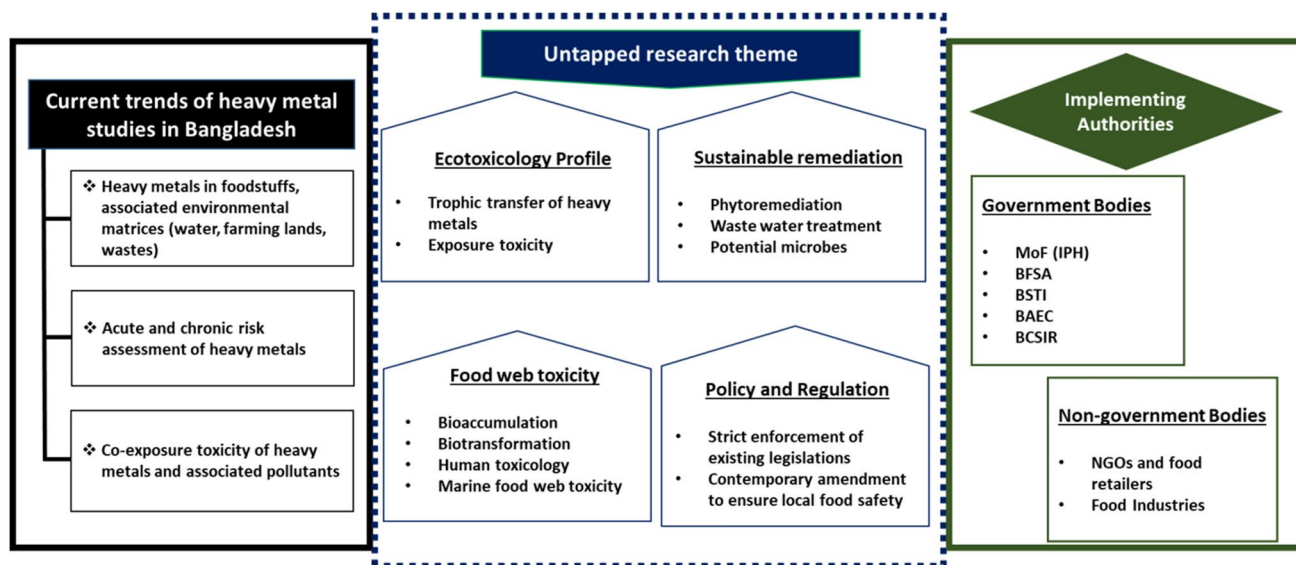 Current trends of heavy metal
studies in Bangladesh
❖ Heavy metals in foodstuffs,
associated environmental
matrices (water, farming lands,
wastes)
❖ Acute and chronic risk
assessment of heavy metals
❖ Co-exposure toxicity of heavy
metals and associated pollutants
Untapped research theme
Ecotoxicology Profile
• Trophic transfer of heavy
metals
• Exposure toxicity
Sustainable remediation
• Phytoremediation
• Waste water treatment
• Potential microbes
Food web toxicity
• Bioaccumulation
• Biotransformation
• Human toxicology
• Marine food web toxicity
Policy and Regulation
• Strict enforcement of
existing legislations
• Contemporary amendment
to ensure local food safety
Implementing
Authorities
Government Bodies
• MoF (IPH)
• BFSA
• BSTI
• BAEC
• BCSIR
Non-government Bodies
• NGOs and food
retailers
• Food Industries